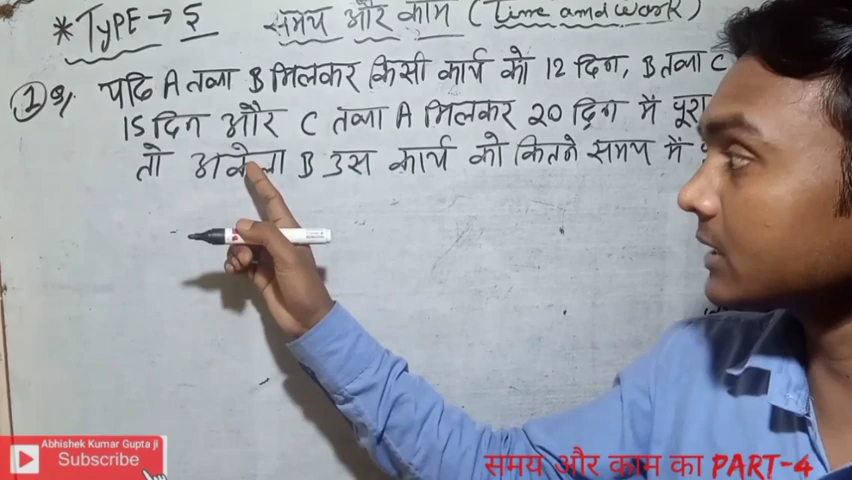 * TYPE → 5 समय और काम ( Time and work )
1 Q. यदि A तथा B मिलकर किसी कार्य को 12 दिन, B तथा C
15 दिन और C तथा A मिलकर 20 दिन में पूरा
तो अकेला B उस कार्य को कितने समय में
Abhishek Kumar Gupta ji
Subscribe
समय और काम का PART-4